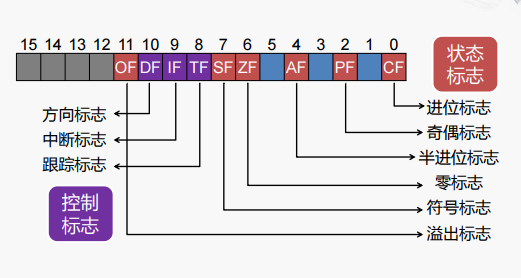 15 14 13 12 11 10 9 8 7 6 5 4 3 2 1 0
OF DF IF TF SF ZF AF PF CF
状态
标志
方向标志
中断标志
跟踪标志
控制
标志
进位标志
奇偶标志
半进位标志
零标志
符号标志
溢出标志